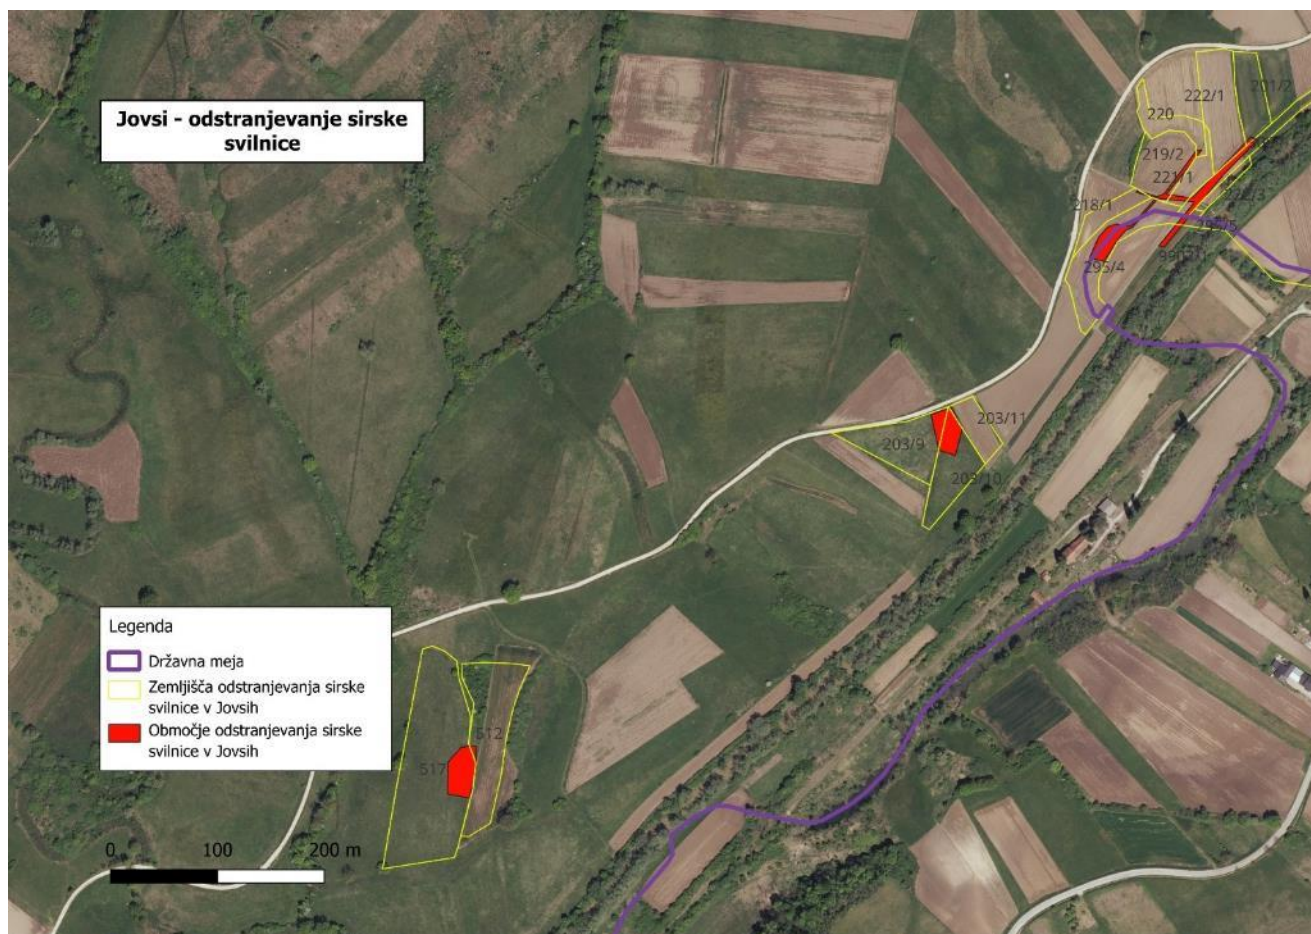 Jovsi - odstranjevanje sirske
svilnice
222/1
201/2
220
219/2
221/1
218/1
295/4
203/11
203/9
203/10
Legenda
Državna meja
Zemljišča odstranjevanja sirske
svilnice v Jovsih
Območje odstranjevanja sirske
svilnice v Jovsih
512
517
0 100 200 m